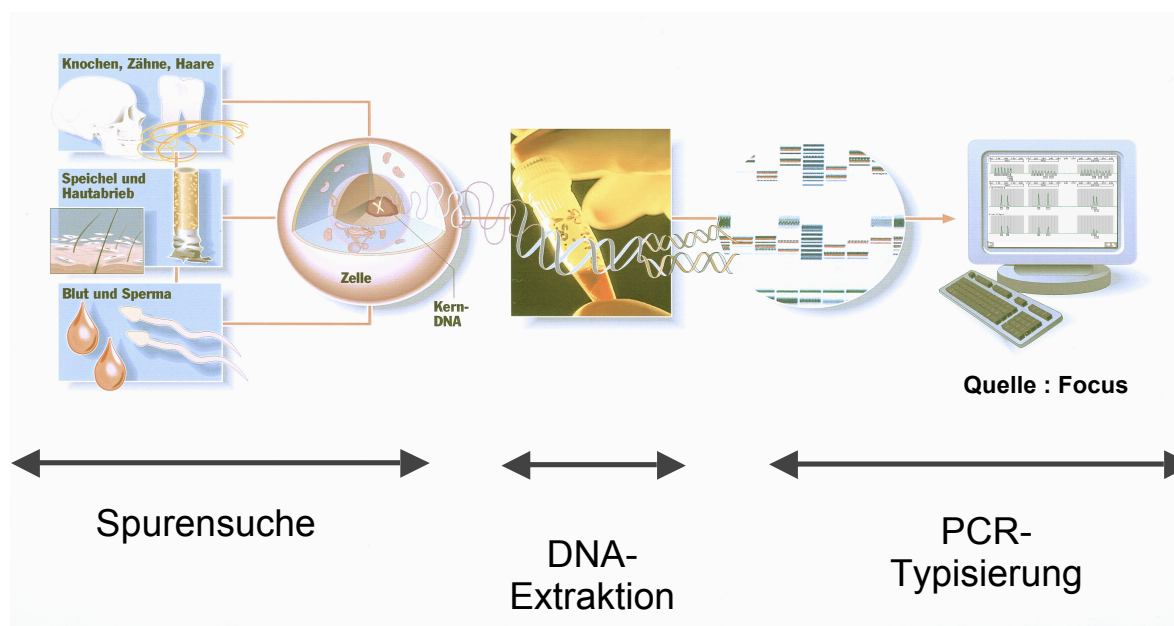 Knochen, Zähne, Haare
Speichel und
Hautabrieb
Blut und Sperma
Zelle
Kern-
DNA
Quelle : Focus
Spurensuche
DNA-
Extraktion
PCR-
Typisierung